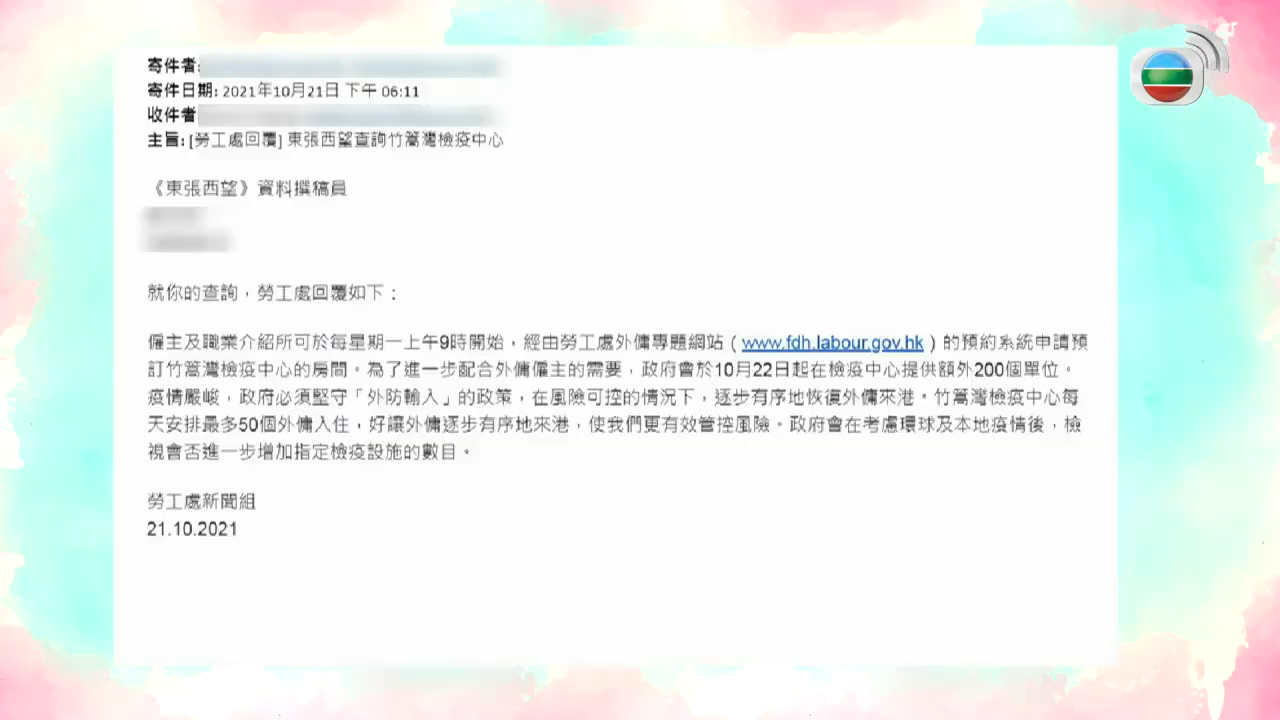 寄件者:
寄件日期: 2021年10月21日 下午 06:11
收件者
主旨: [勞工處回覆] 東張西望查詢竹篙灣檢疫中心
《東張西望》資料撰稿員
就你的查詢，勞工處回覆如下：
僱主及職業介紹所可於每星期一上午9時開始，經由勞工處外傭專題網站（www.fdh.labour.gov.hk）的預約系統申請預
訂竹篙灣檢疫中心的房間。為了進一步配合外傭僱主的需要，政府會於10月22日起在檢疫中心提供額外200個單位。
疫情嚴峻，政府必須堅守「外防輸入」的政策，在風險可控的情況下，逐步有序地恢復外傭來港。竹篙灣檢疫中心每
天安排最多50個外傭入住，好讓外傭逐步有序地來港，使我們更有效管控風險。政府會在考慮環球及本地疫情後，檢
視會否進一步增加指定檢疫設施的數目。
勞工處新聞組
21.10.2021